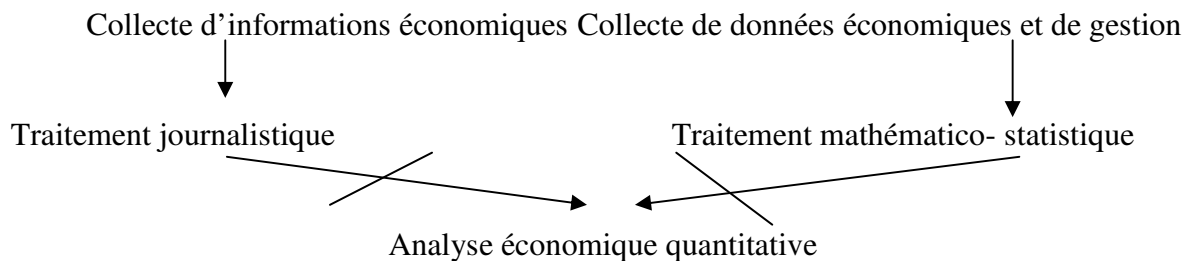 Collecte d’informations économiques Collecte de données économiques et de gestion
Traitement journalistique Traitement mathématico- statistique
Analyse économique quantitative